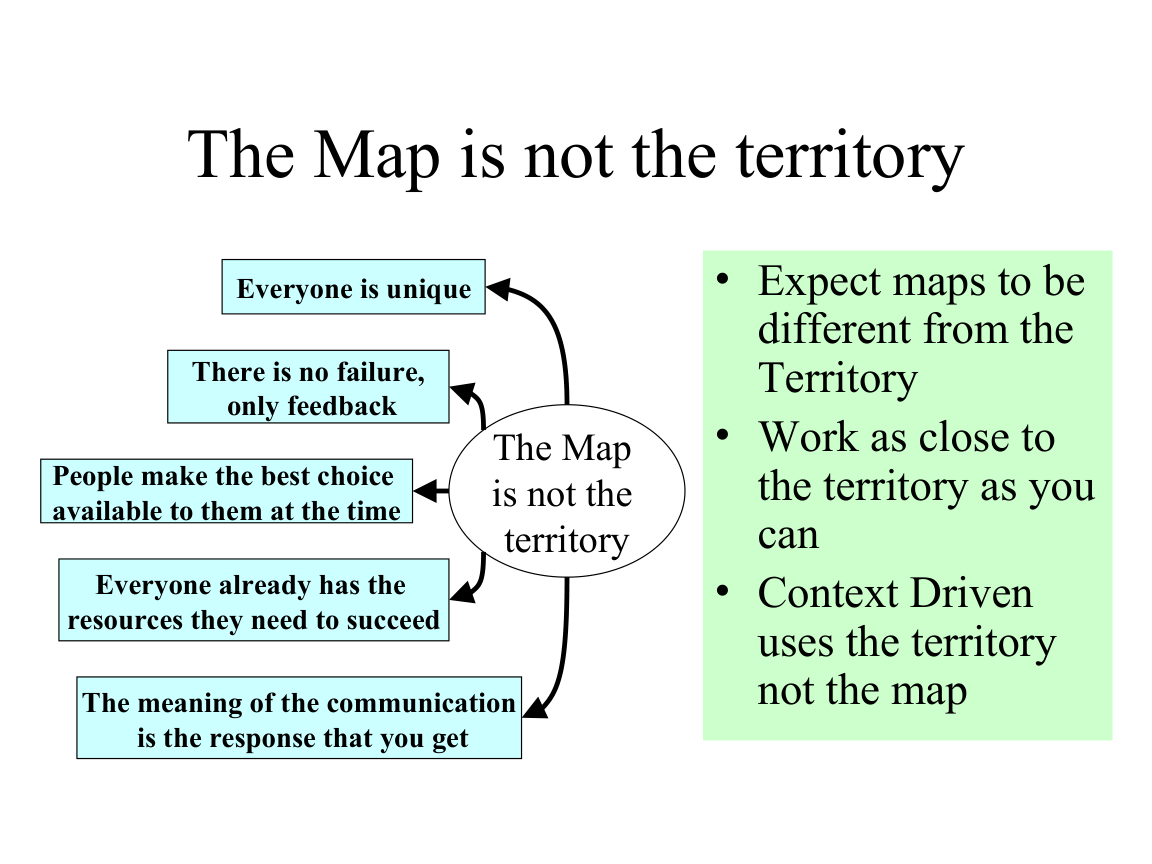 The Map is not the territory
Everyone is unique
There is no failure,
only feedback
People make the best choice
available to them at the time
Everyone already has the
resources they need to succeed
The meaning of the communication
is the response that you get
The Map
is not the
territory
• Expect maps to be
different from the
Territory
• Work as close to
the territory as you
can
• Context Driven
uses the territory
not the map